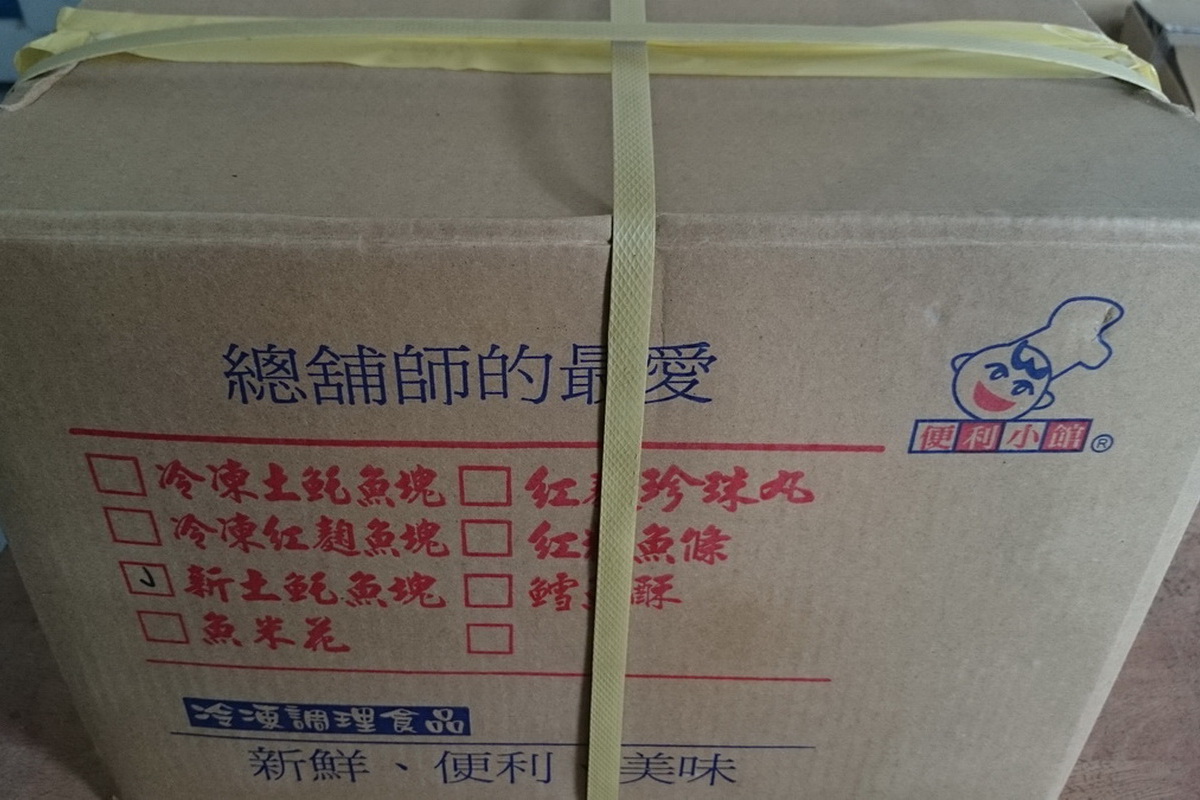 總舖師的最愛
便利小館®
冷凍土魠魚塊
紅 珍珠丸
冷凍紅麴魚塊
紅 魚條
新土魠魚塊
鱈 酥
魚米花
冷凍調理食品
新鮮、便利 美味